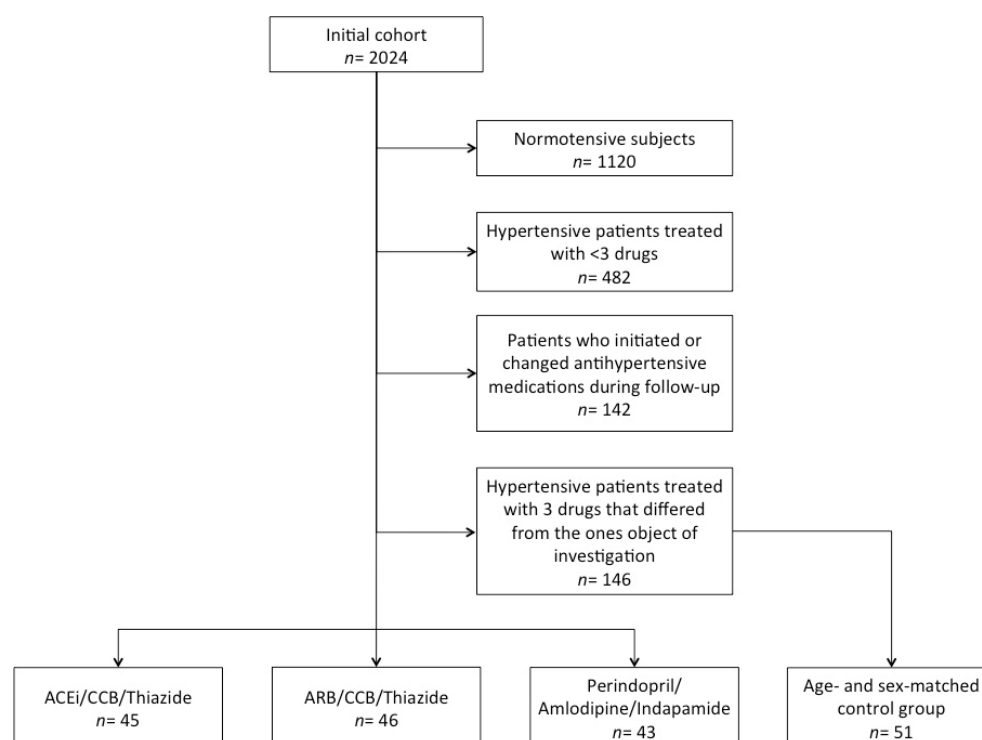 Initial cohort
n= 2024
Normotensive subjects
n= 1120
Hypertensive patients treated
with <3 drugs
n= 482
Patients who initiated or
changed antihypertensive
medications during follow-up
n= 142
Hypertensive patients treated
with 3 drugs that differed
from the ones object of
investigation
n= 146
ACEi/CCB/Thiazide
n= 45
ARB/CCB/Thiazide
n= 46
Perindopril/
Amlodipine/Indapamide
n= 43
Age- and sex-matched
control group
n= 51